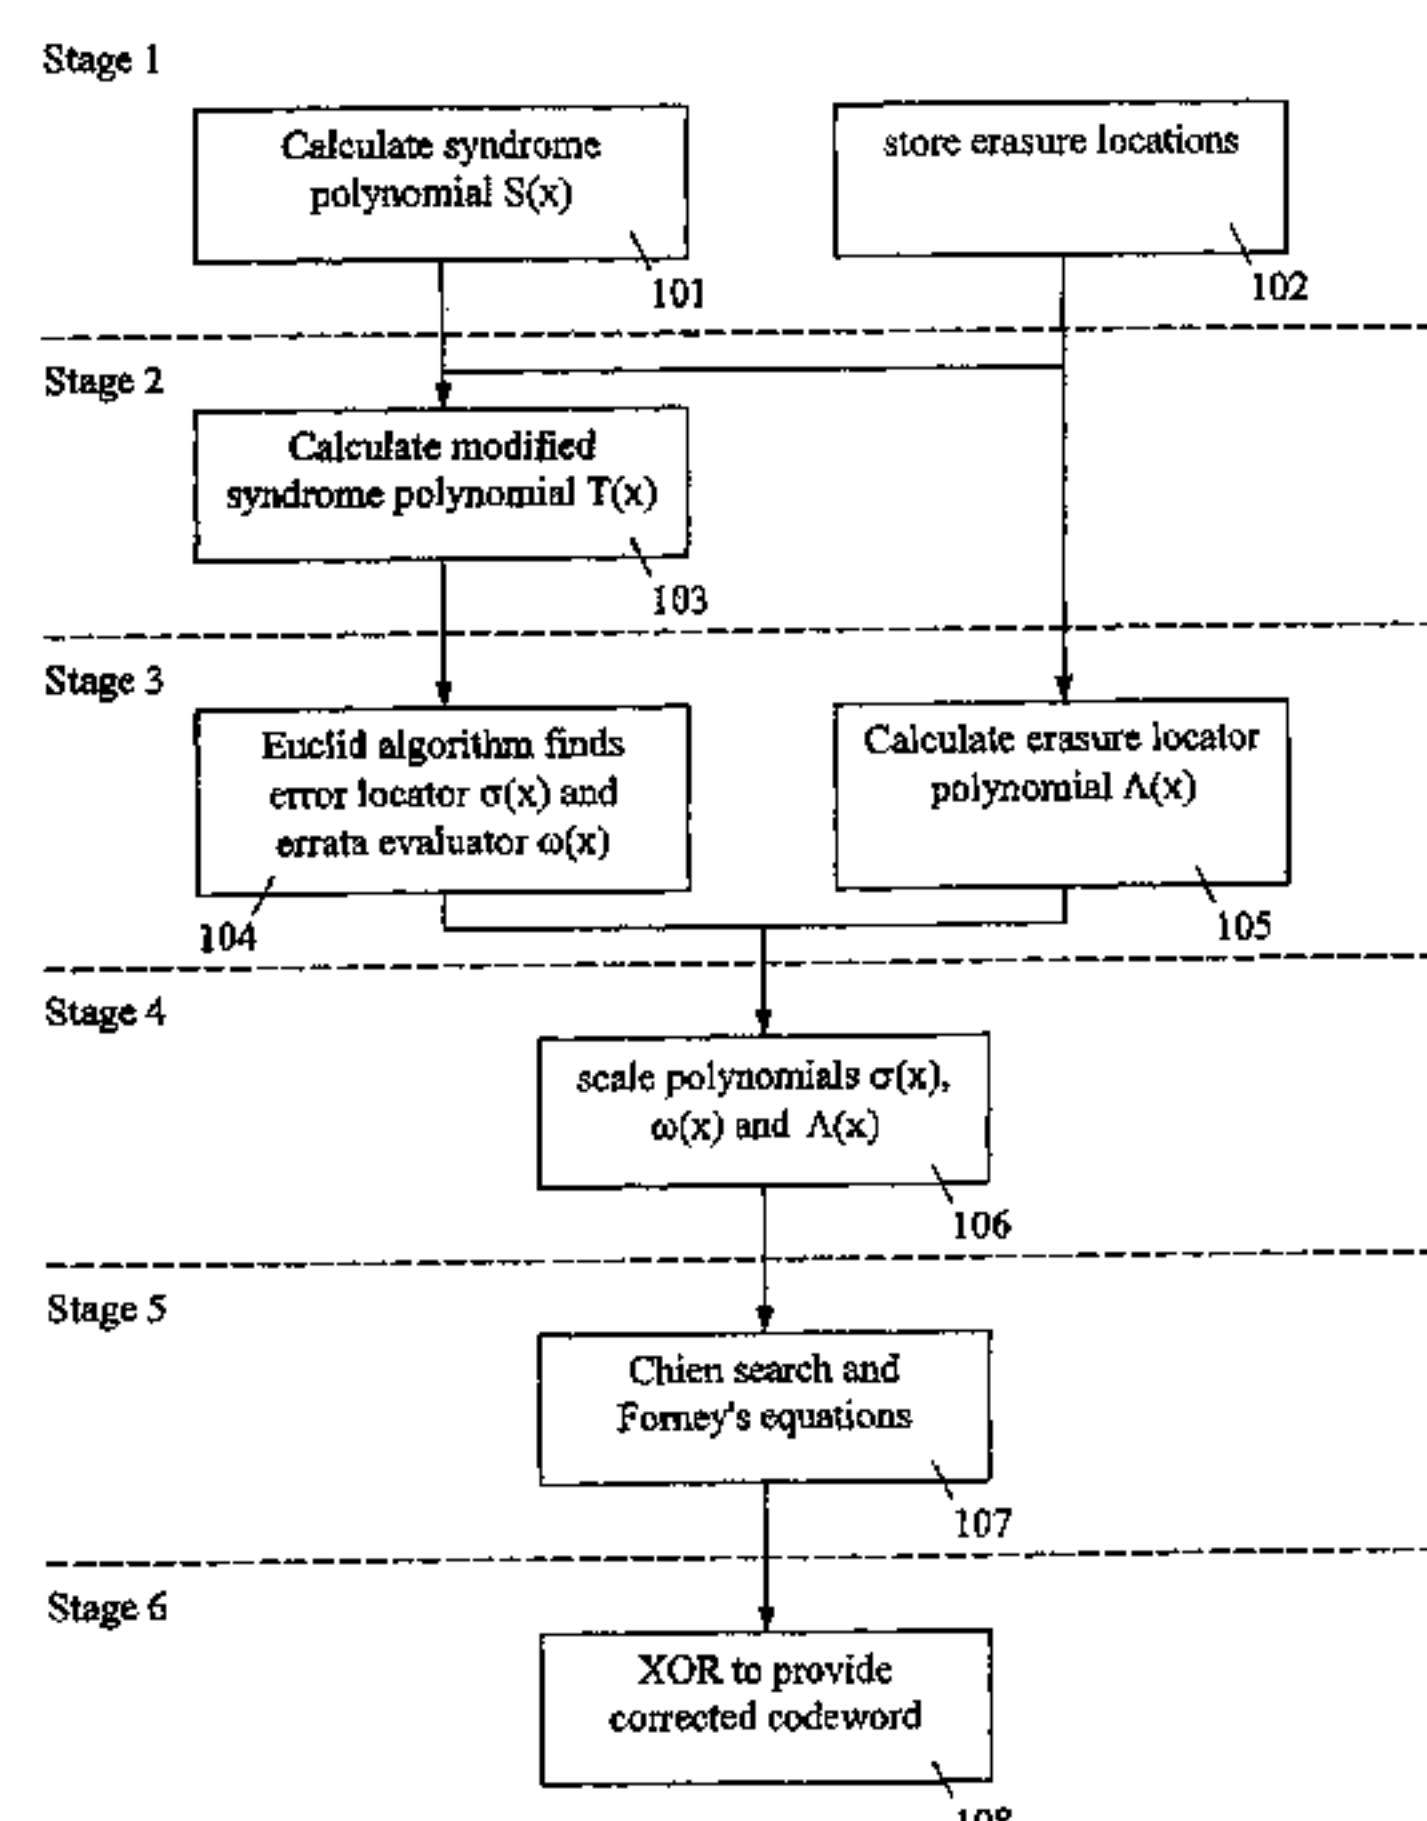 Stage 1
Calculate syndrome
polynomial S(x)
101
store erasure locations
102
Stage 2
Calculate modified
syndrome polynomial T(x)
103
Stage 3
Euclid algorithm finds
error locator σ(x) and
errata evaluator ω(x)
104
Calculate erasure locator
polynomial Λ(x)
105
Stage 4
scale polynomials σ(x),
ω(x) and Λ(x)
106
Stage 5
Chien search and
Forney's equations
107
Stage 6
XOR to provide
corrected codeword
108